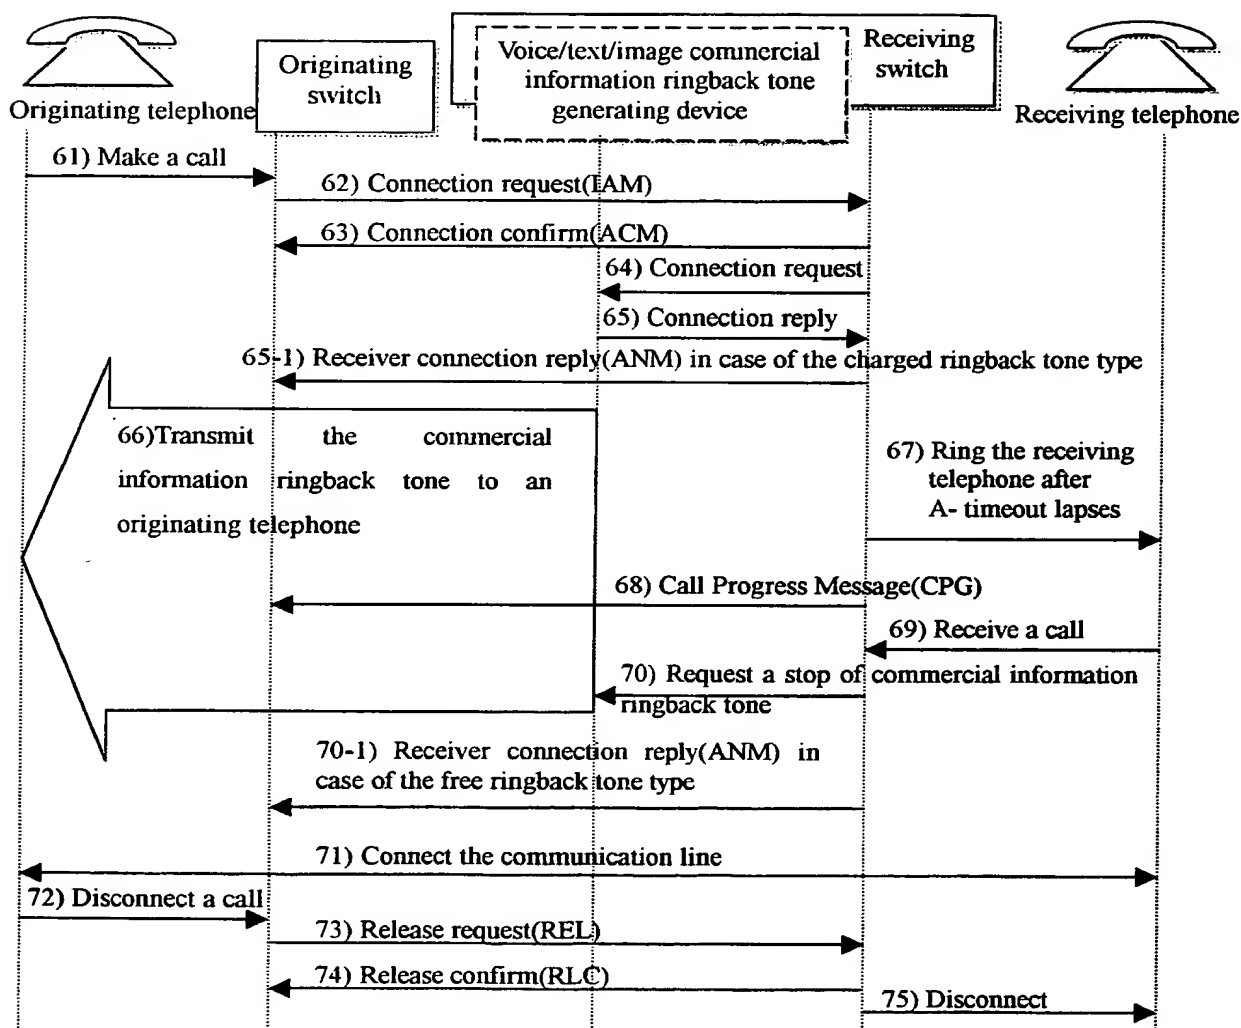 Originating telephone
Originating
switch
Voice/text/image commercial
information ringback tone
generating device
Receiving
switch
Receiving telephone
61) Make a call
62) Connection request(IAM)
63) Connection confirm(ACM)
64) Connection request
65) Connection reply
65-1) Receiver connection reply(ANM) in case of the charged ringback tone type
66)Transmit the commercial
information ringback tone to an
originating telephone
67) Ring the receiving
telephone after
A- timeout lapses
68) Call Progress Message(CPG)
69) Receive a call
70) Request a stop of commercial information
ringback tone
70-1) Receiver connection reply(ANM) in
case of the free ringback tone type
71) Connect the communication line
72) Disconnect a call
73) Release request(REL)
74) Release confirm(RLC)
75) Disconnect